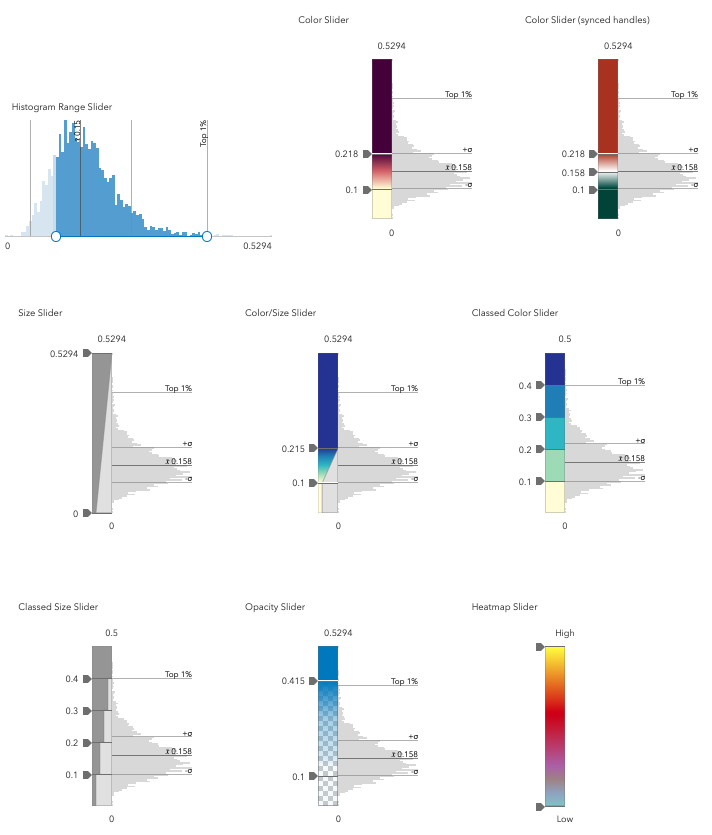 Color Slider
Color Slider (synced handles)
0.5294
0.5294
Top 1%
Top 1%
Histogram Range Slider
x̄ 0.15
Top 1%
0.218
+σ
x̄ 0.158
0.1
-σ
0.218
+σ
0.158
x̄ 0.158
0.1
-σ
0
0.5294
0
0
Size Slider
Color/Size Slider
Classed Color Slider
0.5294
0.5294
0.5
0.5294
Top 1%
+σ
x̄ 0.158
-σ
0
0
Top 1%
0.215
+σ
x̄ 0.158
0.1
-σ
0
0.4
Top 1%
0.3
+σ
0.2
x̄ 0.158
0.1
-σ
0
Classed Size Slider
Opacity Slider
Heatmap Slider
0.5
0.5294
High
0.4
Top 1%
0.3
+σ
0.2
x̄ 0.158
0.1
-σ
0
0.415
Top 1%
+σ
x̄ 0.158
0.1
-σ
0
Low